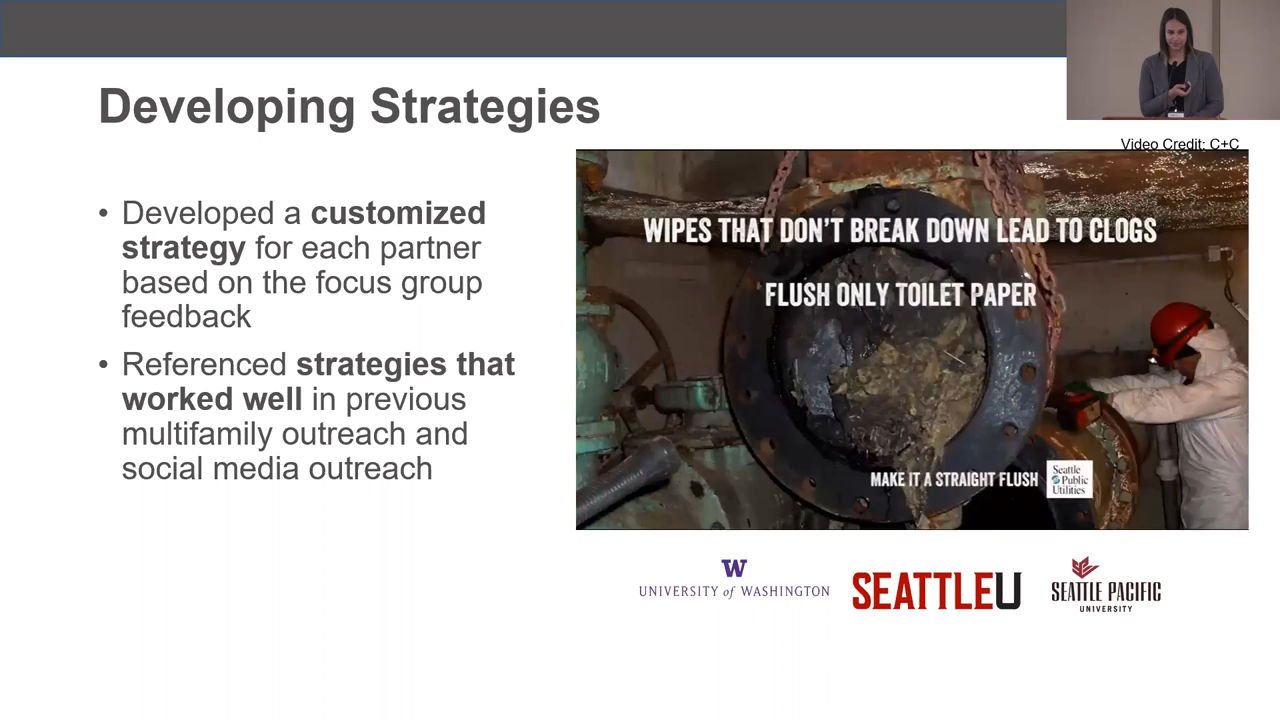 Developing Strategies
Video Credit: C+C
• Developed a customized
strategy for each partner
based on the focus group
feedback
• Referenced strategies that
worked well in previous
multifamily outreach and
social media outreach
WIPES THAT DON'T BREAK DOWN LEAD TO CLOGS
FLUSH ONLY TOILET PAPER
MAKE IT A STRAIGHT FLUSH
Seattle
Public
Utilities
W
UNIVERSITY of WASHINGTON
SEATTLEU
SEATTLE PACIFIC
UNIVERSITY